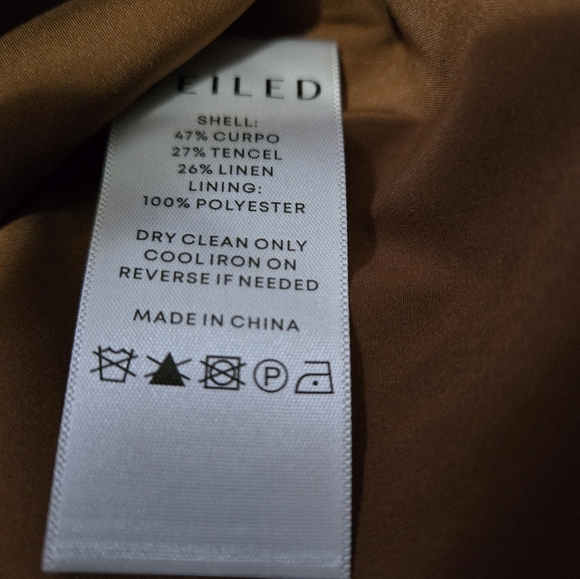 EILED
SHELL:
47% CURPO
27% TENCEL
26% LINEN
LINING:
100% POLYESTER
DRY CLEAN ONLY
COOL IRON ON
REVERSE IF NEEDED
MADE IN CHINA
P